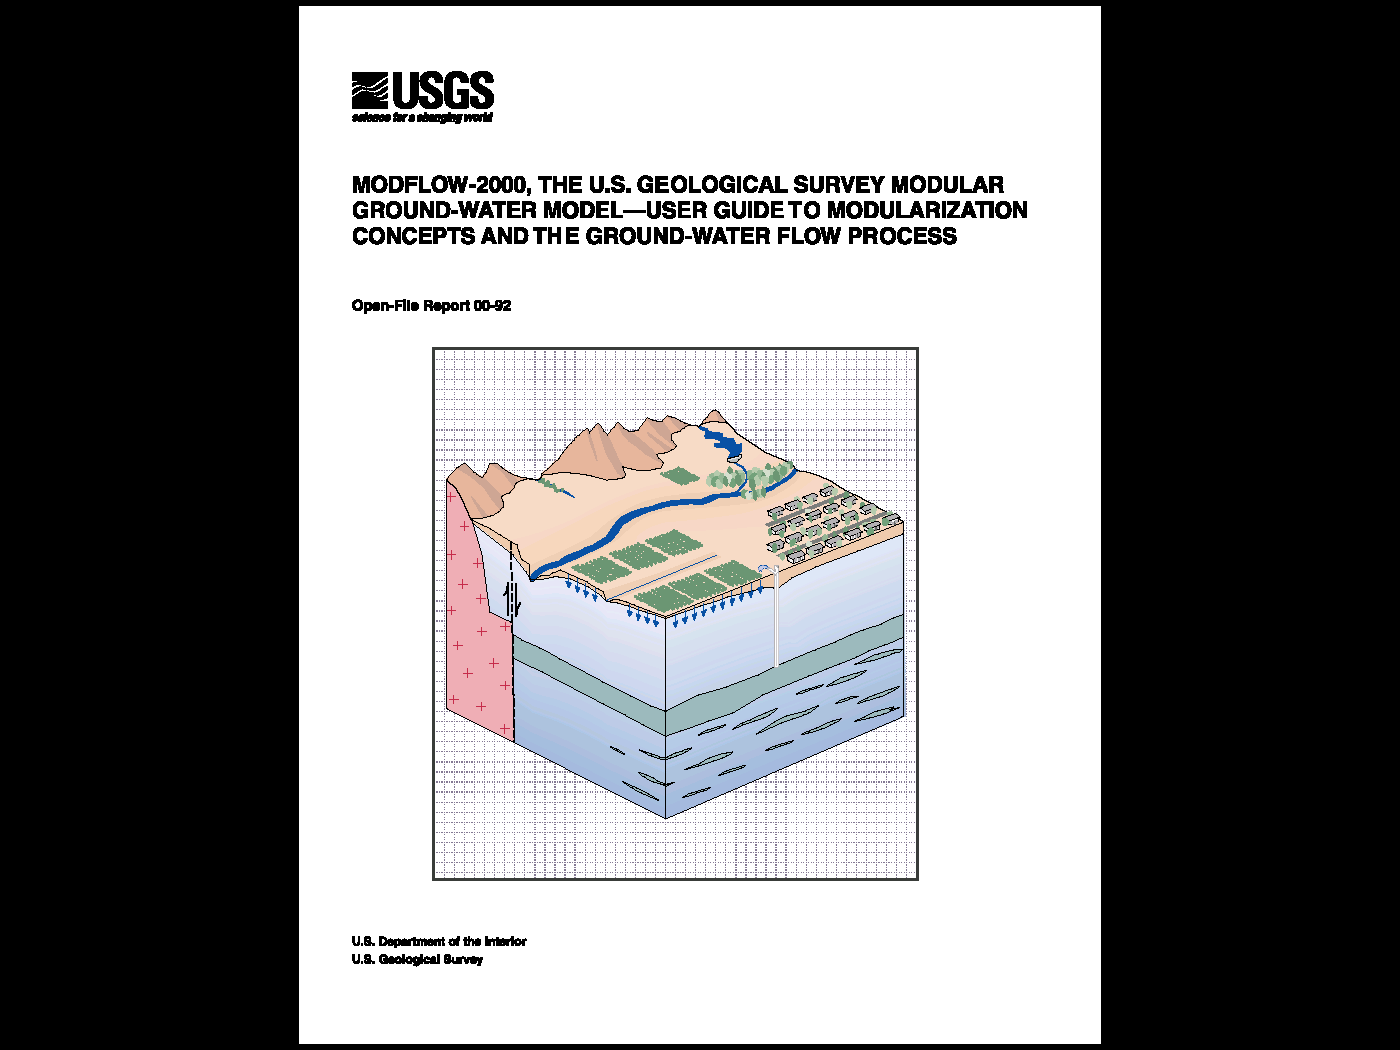 USGS
science for a changing world
MODFLOW-2000, THE U.S. GEOLOGICAL SURVEY MODULAR
GROUND-WATER MODEL—USER GUIDE TO MODULARIZATION
CONCEPTS AND THE GROUND-WATER FLOW PROCESS
Open-File Report 00-92
U.S. Department of the Interior
U.S. Geological Survey